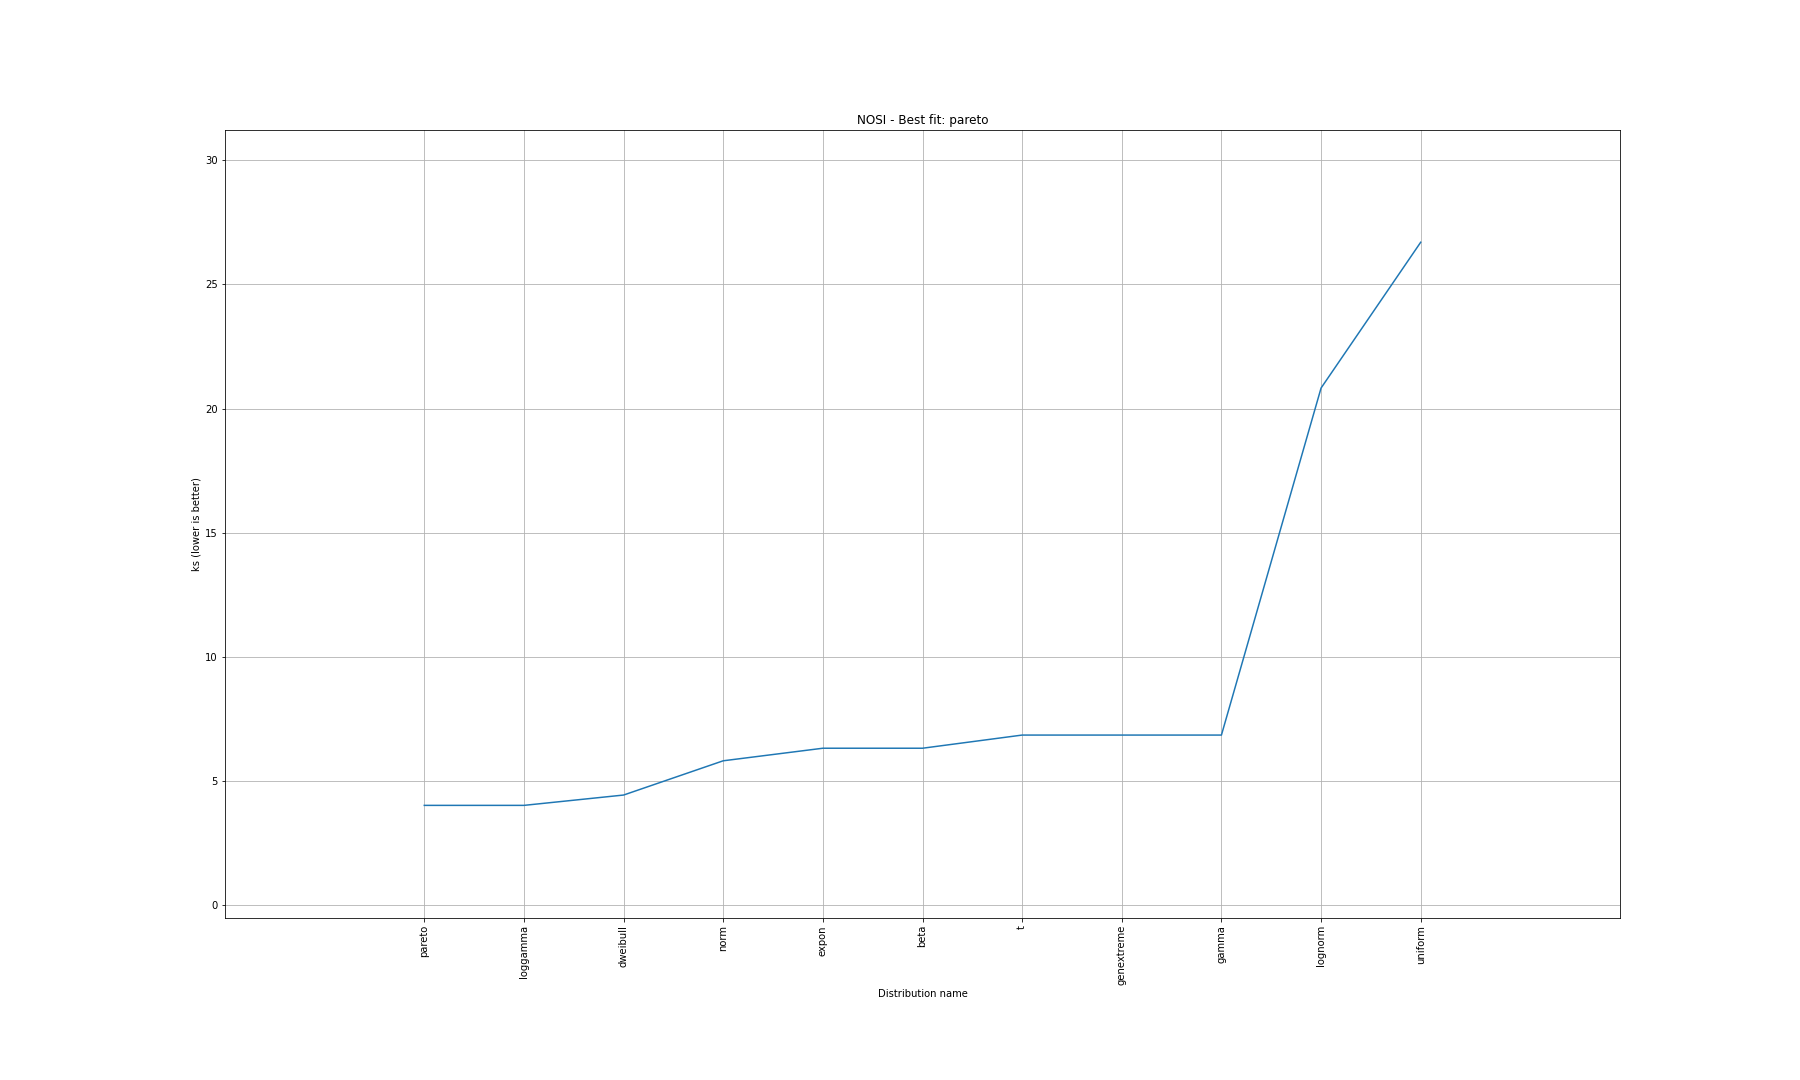 NOSI - Best fit: pareto
30
25
20
15
10
5
0
ks (lower is better)
pareto
loggamma
dweibull
norm
expon
beta
t
genextreme
gamma
lognorm
uniform
Distribution name